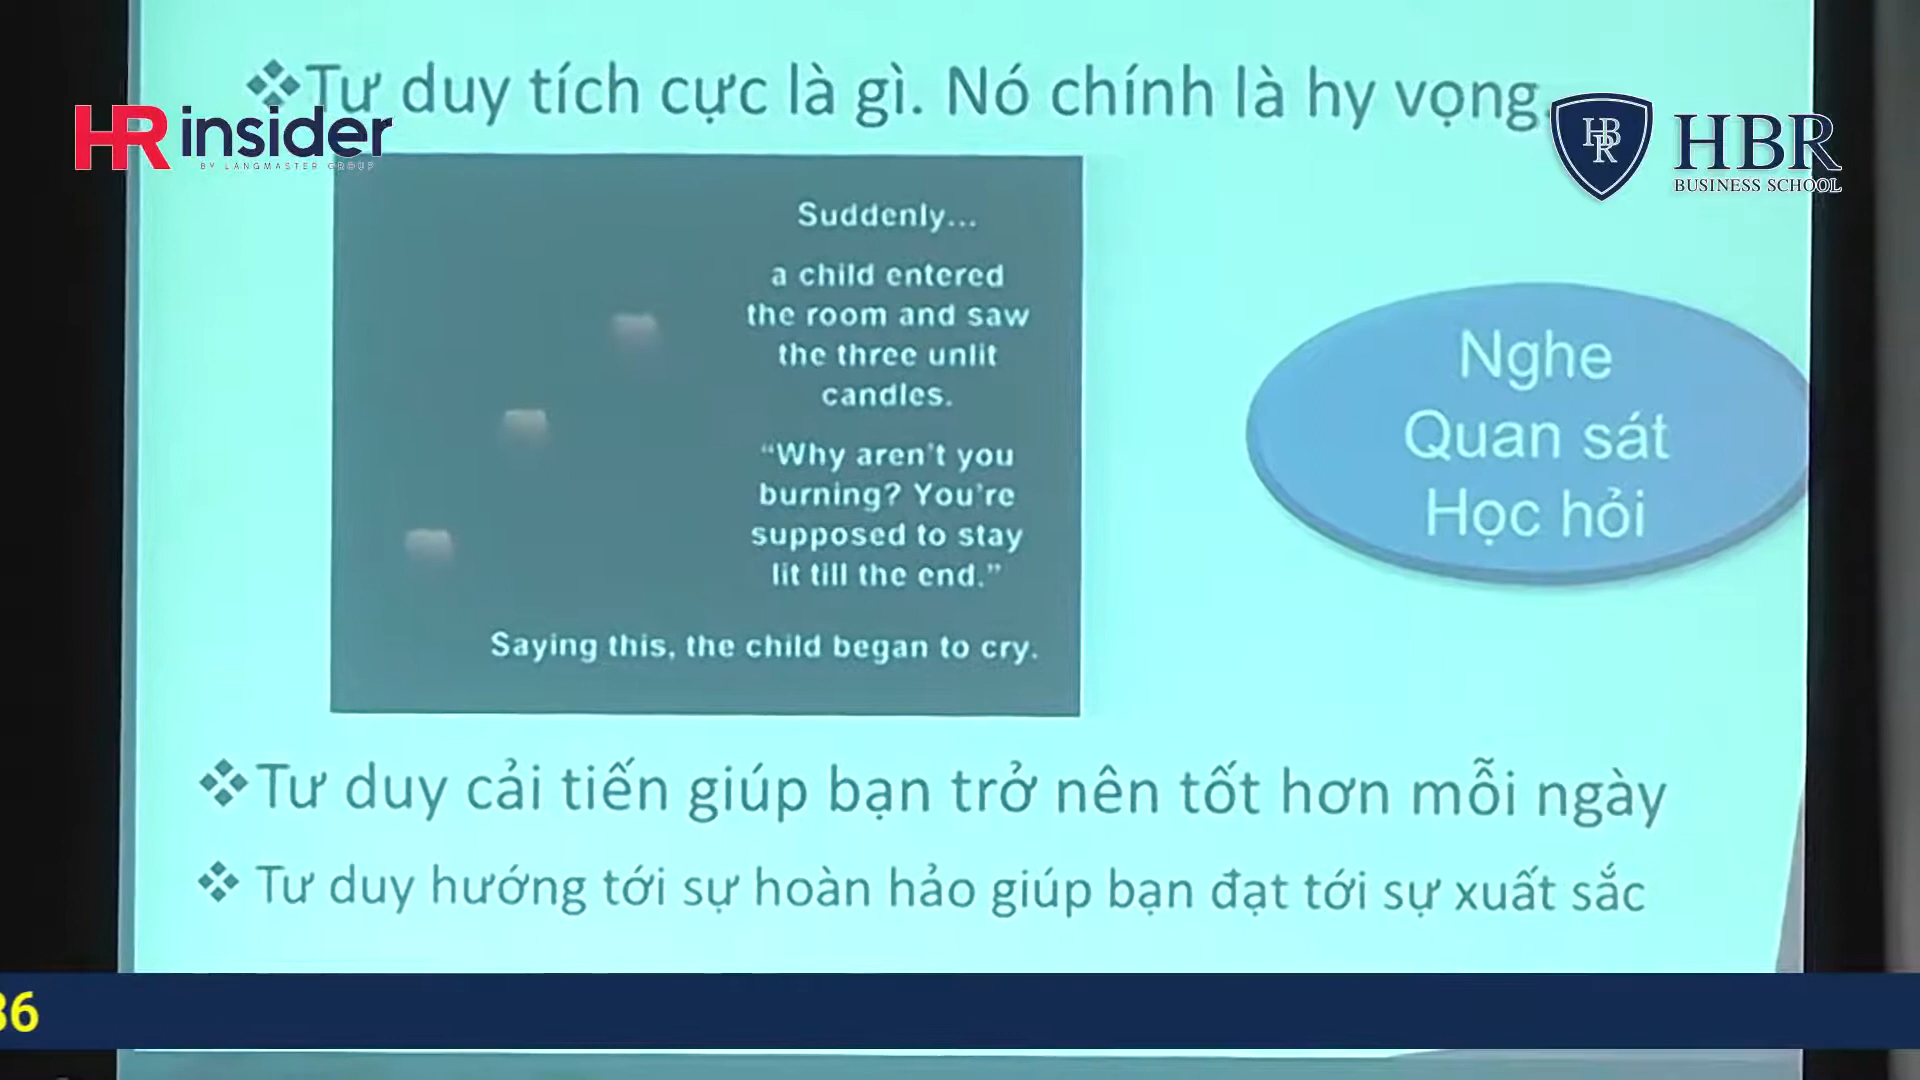 ❖Tư duy tích cực là gì. Nó chính là hy vọng.
HR insider
BY LANGMASTER GROUP
HBR
HBR
BUSINESS SCHOOL
Suddenly...
a child entered
the room and saw
the three unlit
candles.
“Why aren't you
burning? You're
supposed to stay
lit till the end.”
Saying this, the child began to cry.
Nghe
Quan sát
Học hỏi
❖Tư duy cải tiến giúp bạn trở nên tốt hơn mỗi ngày
❖ Tư duy hướng tới sự hoàn hảo giúp bạn đạt tới sự xuất sắc
36